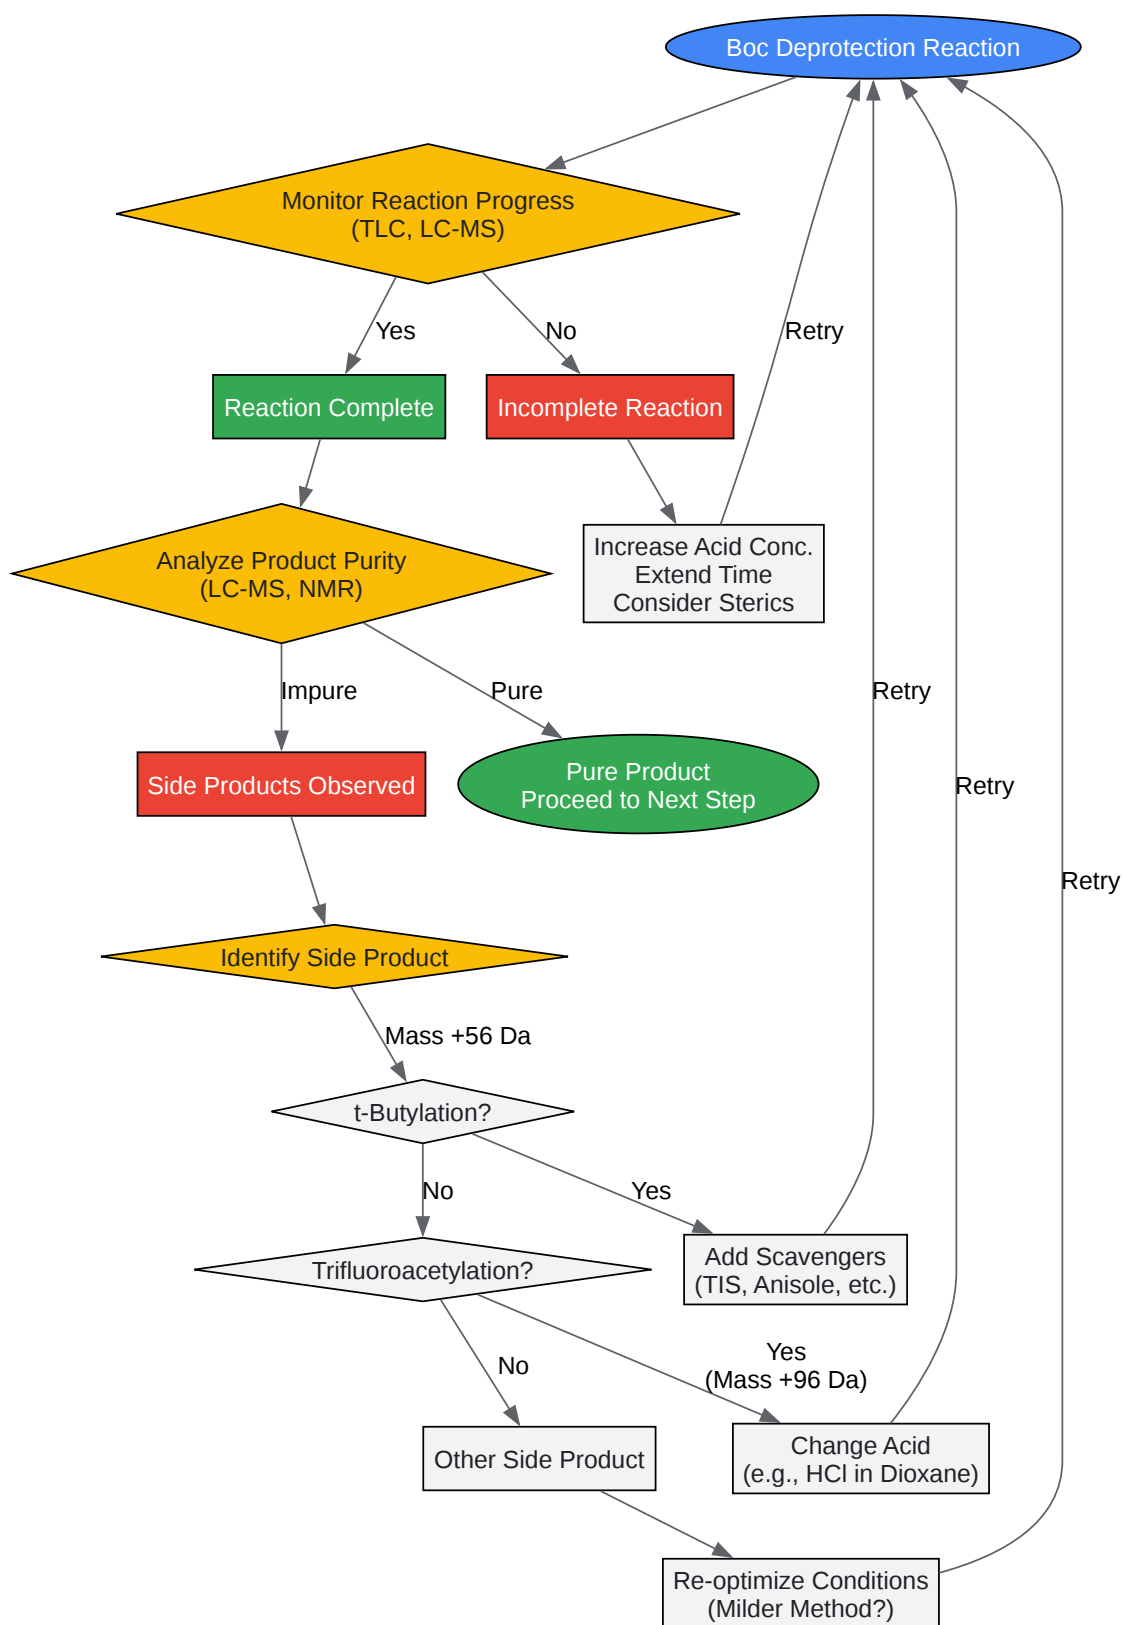 Boc Deprotection Reaction
Monitor Reaction Progress
(TLC, LC-MS)
Yes
No
Retry
Reaction Complete
Incomplete Reaction
Increase Acid Conc.
Extend Time
Consider Sterics
Analyze Product Purity
(LC-MS, NMR)
Impure
Pure
Retry
Side Products Observed
Pure Product
Proceed to Next Step
Retry
Retry
Identify Side Product
Mass +56 Da
t-Butylation?
No
Yes
Add Scavengers
(TIS, Anisole, etc.)
Trifluoroacetylation?
No
Yes
(Mass +96 Da)
Change Acid
(e.g., HCl in Dioxane)
Other Side Product
Re-optimize Conditions
(Milder Method?)